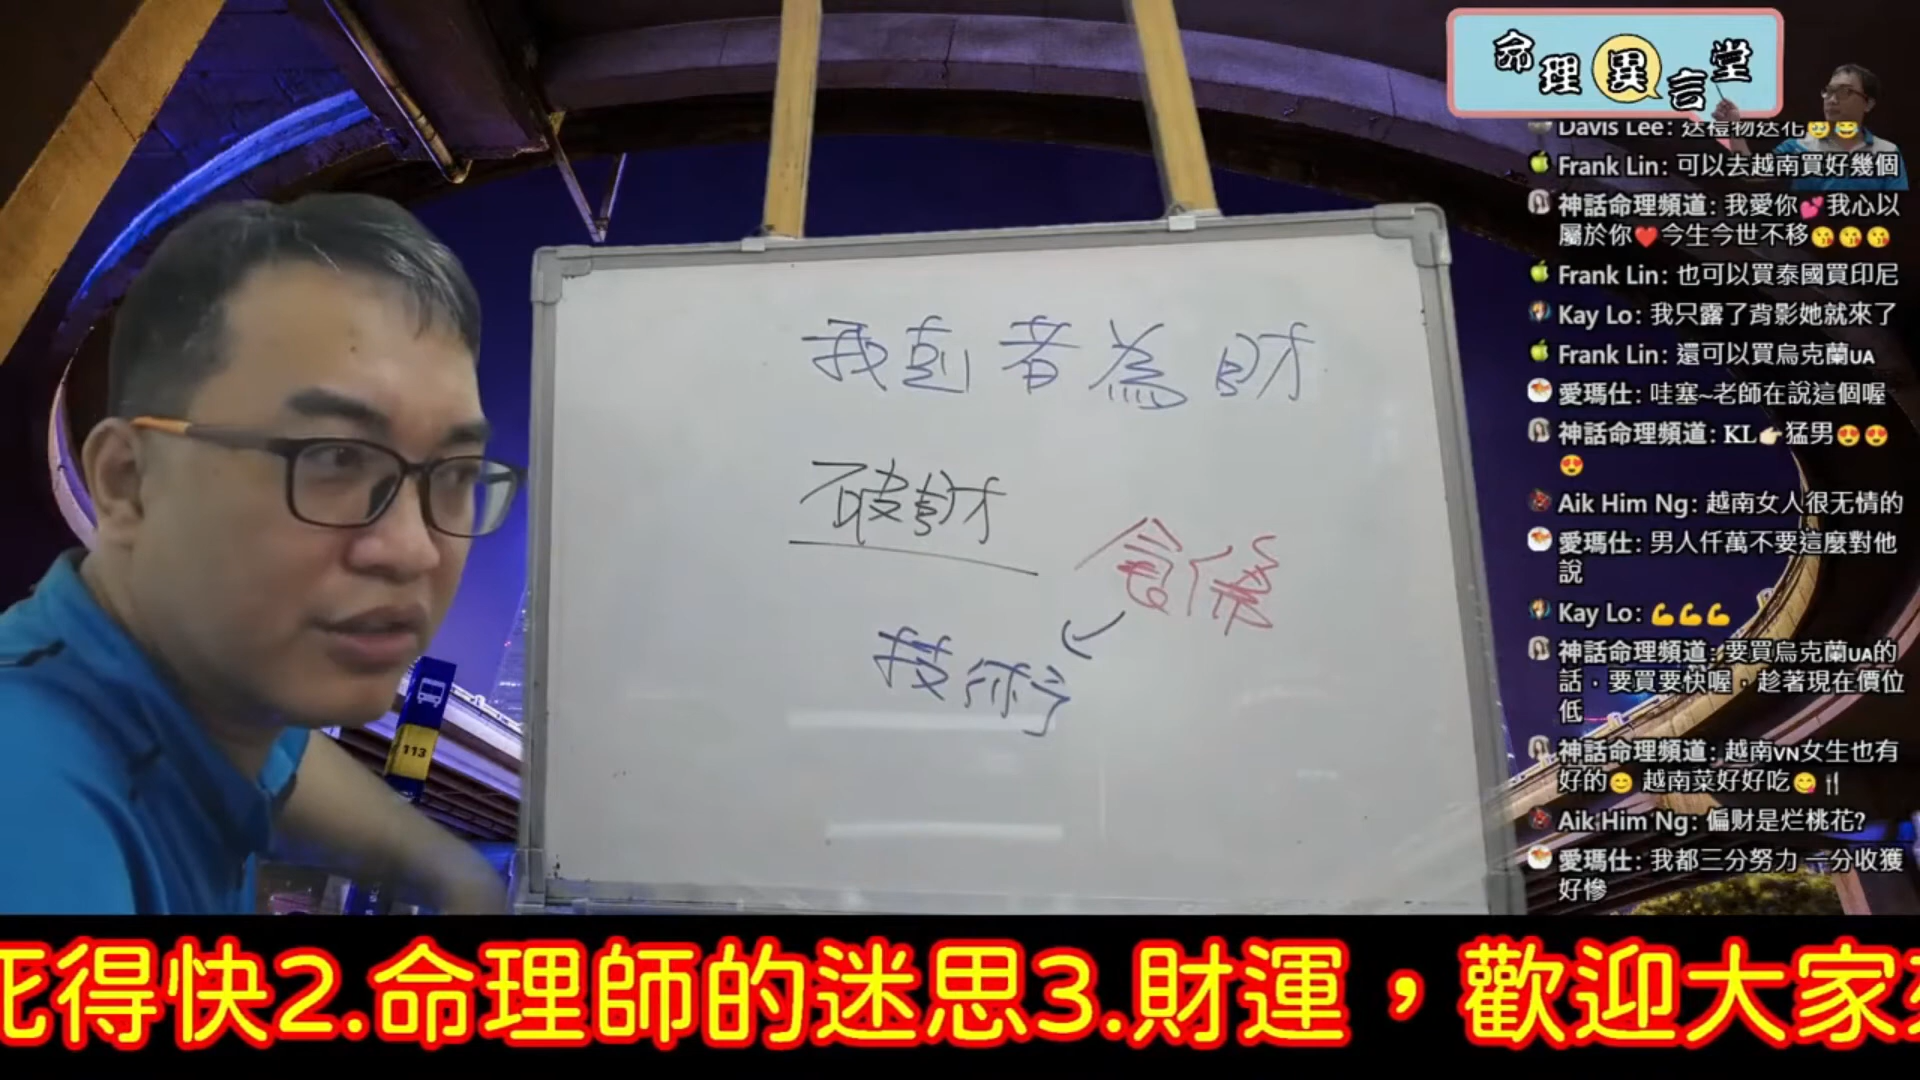 命理異言堂
Davis Lee: 送禮物送花🥹😂
Frank Lin: 可以去越南買好幾個
神話命理頻道: 我愛你💕我心以
屬於你❤️今生今世不移😘😘😘
Frank Lin: 也可以買泰國買印尼
Kay Lo: 我只露了背影她就來了
Frank Lin: 還可以買烏克蘭UA
愛瑪仕: 哇塞~老師在說這個喔
神話命理頻道: KL👉🏻猛男😍😍
😍
Aik Him Ng: 越南女人很无情的
愛瑪仕: 男人仟萬不要這麼對他
說
Kay Lo: 💪💪💪
神話命理頻道: 要買烏克蘭UA的
話,要買要快喔,趁著現在價位
低
神話命理頻道: 越南VN女生也有
好的😊 越南菜好好吃😋🍴
Aik Him Ng: 偏财是烂桃花?
愛瑪仕: 我都三分努力 一分收獲
好慘
我剋者為財
破財
技術
113
死得快2.命理師的迷思3.財運，歡迎大家來